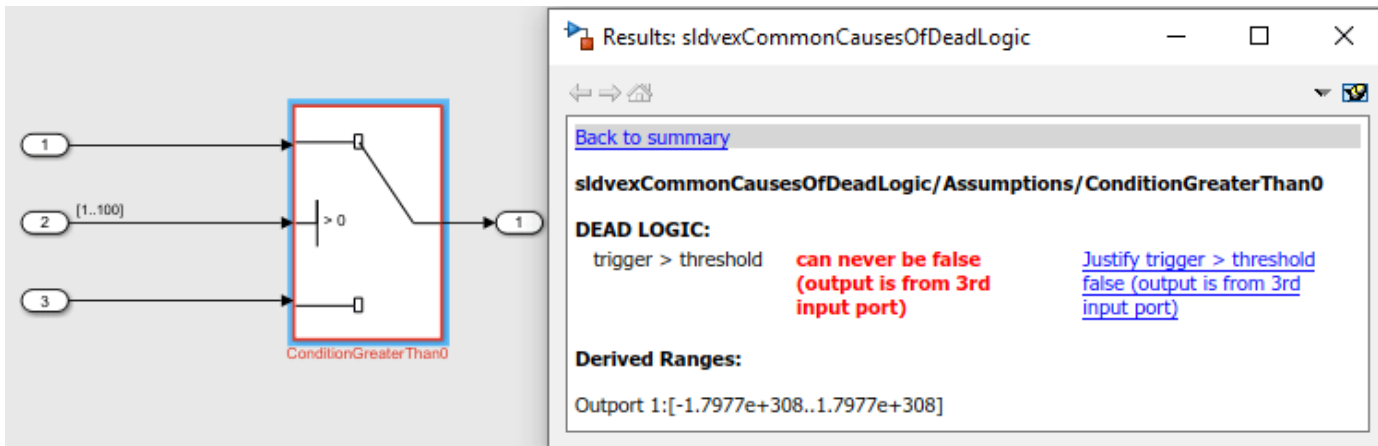 Results: sldvexCommonCausesOfDeadLogic
Back to summary
sldvexCommonCausesOfDeadLogic/Assumptions/ConditionGreaterThan0
DEAD LOGIC:
trigger > threshold
can never be false
(output is from 3rd
input port)
Justify trigger > threshold
false (output is from 3rd
input port)
Derived Ranges:
Outport 1:[-1.7977e+308..1.7977e+308]
1
2
[1..100]
3
> 0
1
ConditionGreaterThan0